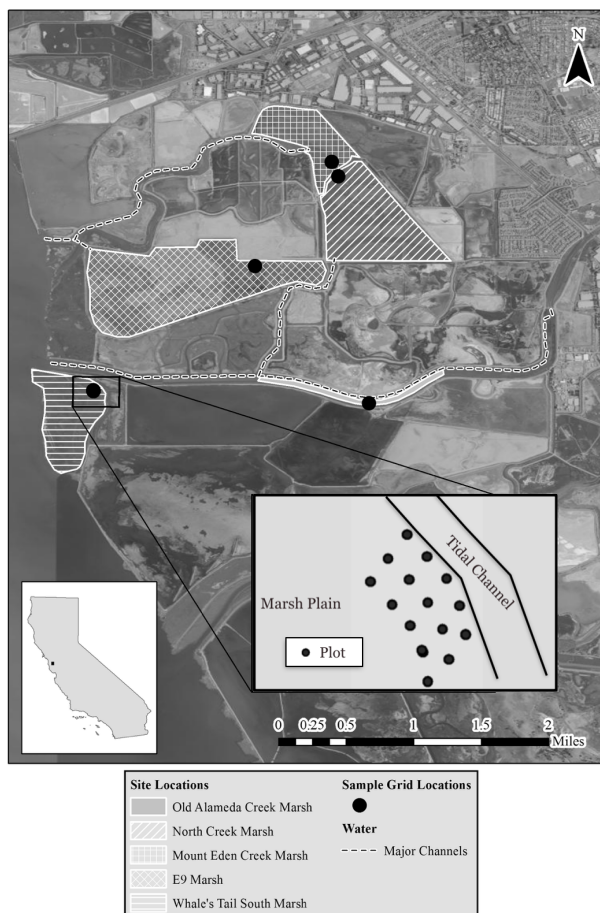 N
Tidal Channel
Marsh Plain
Plot
0 0.25 0.5 1 1.5 2
Miles
Site Locations
Old Alameda Creek Marsh
North Creek Marsh
Mount Eden Creek Marsh
E9 Marsh
Whale's Tail South Marsh
Sample Grid Locations
Water
Major Channels